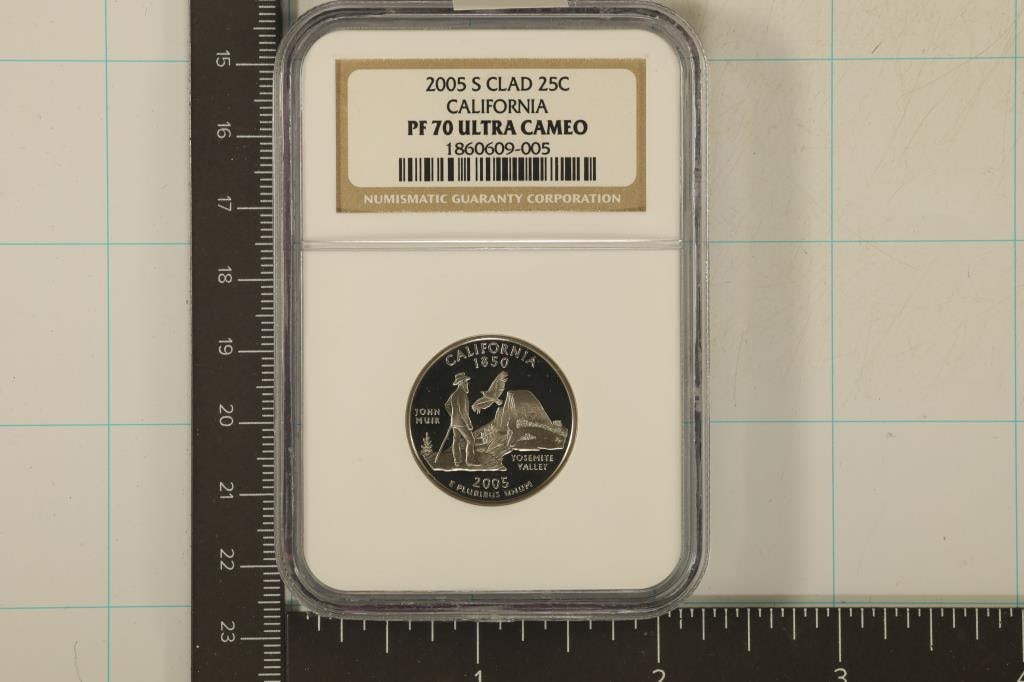 2005 S CLAD 25C
CALIFORNIA
PF 70 ULTRA CAMEO
1860609-005
NUMISMATIC GUARANTY CORPORATION
CALIFORNIA
1850
JOHN
MUIR
YOSEMITE
VALLEY
2005
E PLURIBUS UNUM
15
16
17
18
19
20
21
22
23
1
2
3